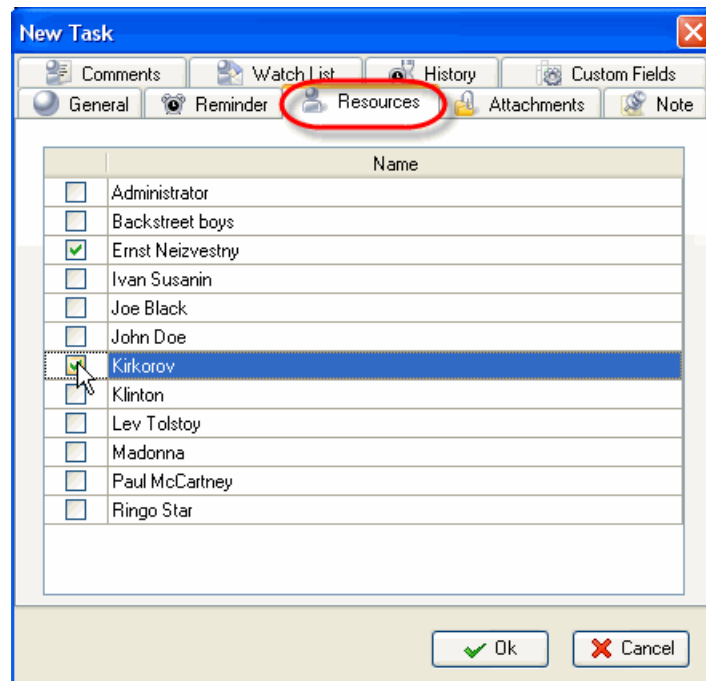 New Task
Comments Watch List History Custom Fields
General Reminder Resources Attachments Note
Name
Administrator
Backstreet boys
Ernst Neizvestny
Ivan Susanin
Joe Black
John Doe
Kirkorov
Klinton
Lev Tolstoy
Madonna
Paul McCartney
Ringo Star
Ok Cancel